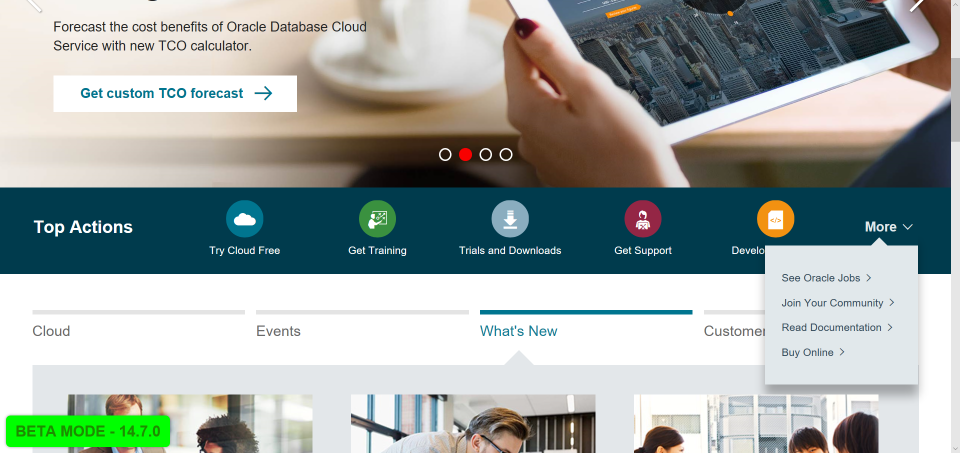 Forecast the cost benefits of Oracle Database Cloud
Service with new TCO calculator.
Get custom TCO forecast
Top Actions
Try Cloud Free
Get Training
Trials and Downloads
Get Support
Develo
More
See Oracle Jobs
Join Your Community
Read Documentation
Buy Online
Cloud
Events
What's New
Customer
BETA MODE - 14.7.0